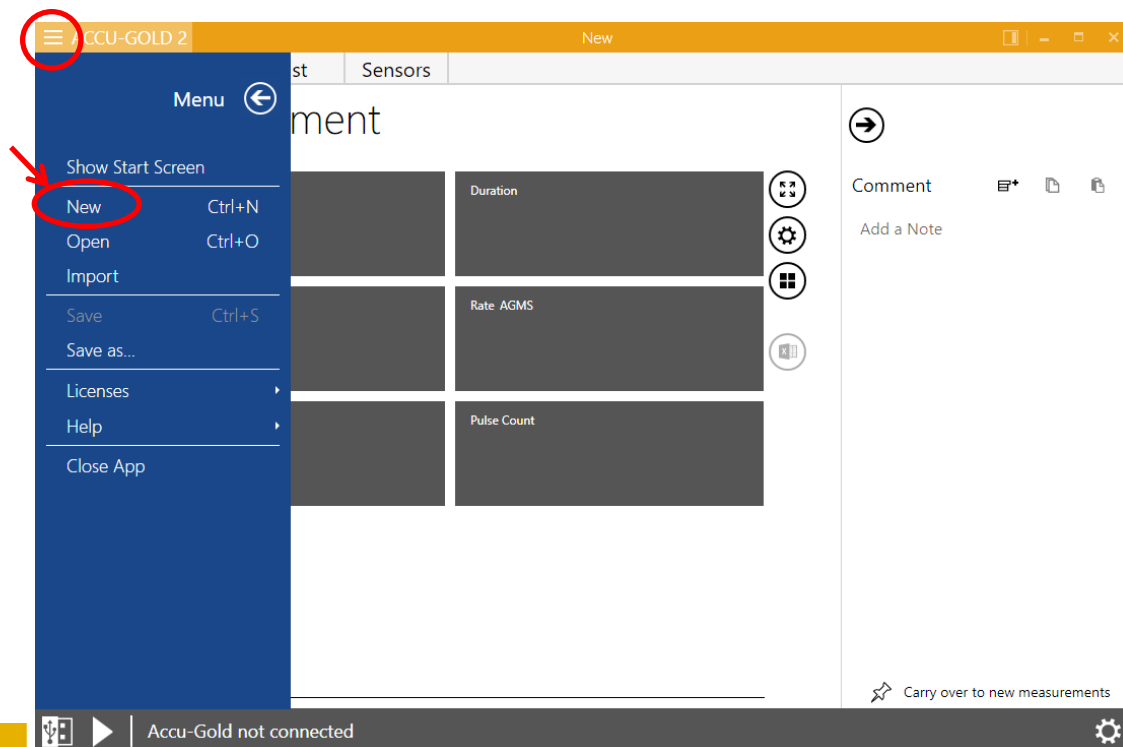 ACCU-GOLD 2
New
st
Sensors
Menu
ment
Show Start Screen
New Ctrl+N
Open Ctrl+O
Import
Save Ctrl+S
Save as...
Licenses
Help
Close App
Duration
Rate AGMS
Pulse Count
Comment
Add a Note
Carry over to new measurements
Accu-Gold not connected